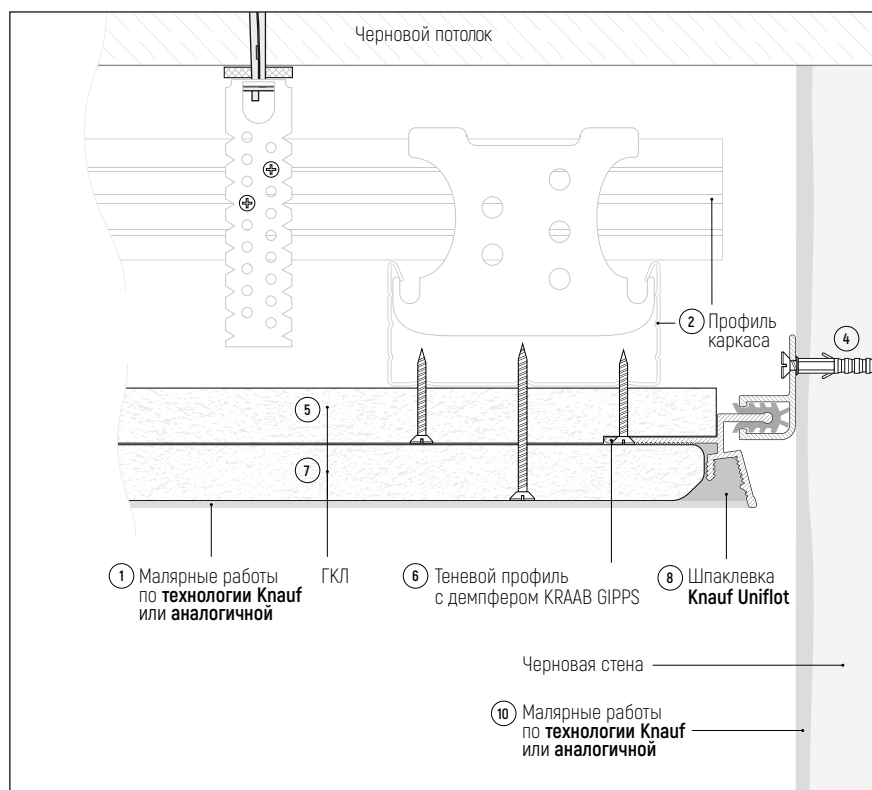 Черновой потолок
2 Профиль
каркаса
4
5
7
1 Малярные работы
по технологии Knauf
или аналогичной
ГКЛ
6 Теневой профиль
с демпфером KRAAB GIPPS
8 Шпаклевка
Knauf Uniflot
Черновая стена
10 Малярные работы
по технологии Knauf
или аналогичной